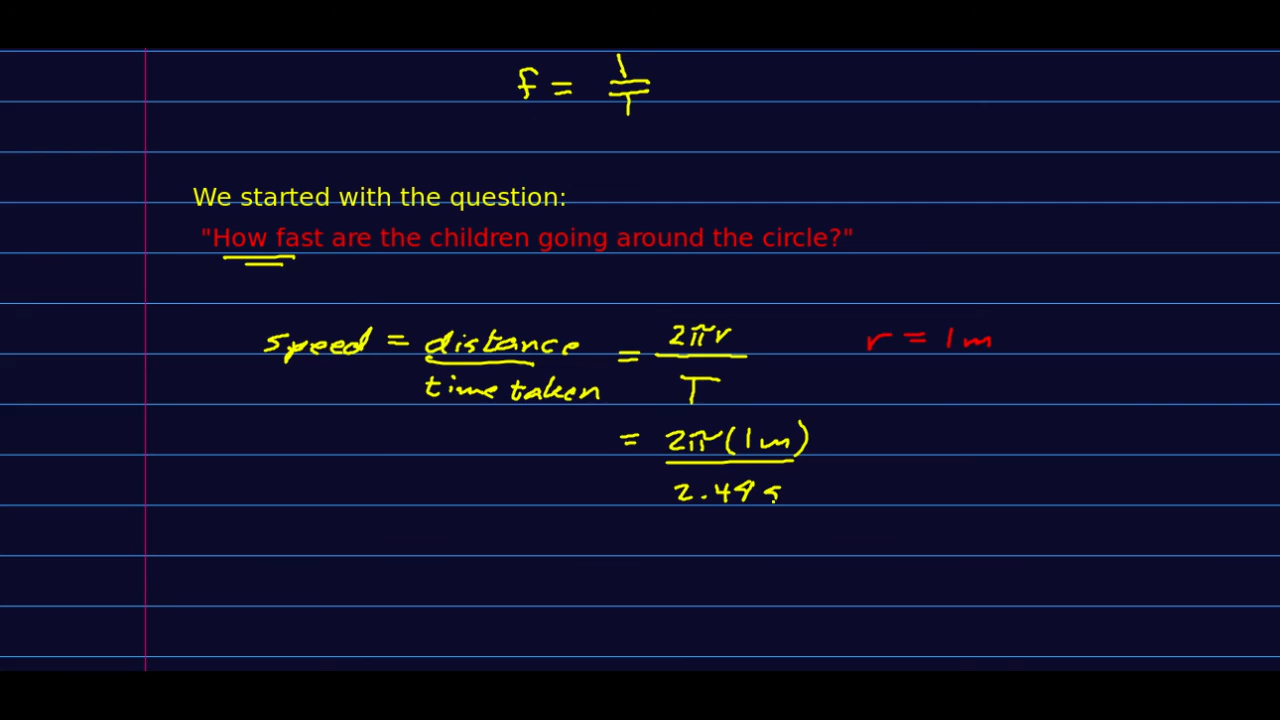 f = 1/T
We started with the question:
"How fast are the children going around the circle?"
speed = distance/time taken = 2πr/T r = 1m
= 2π(1m)/2.49s